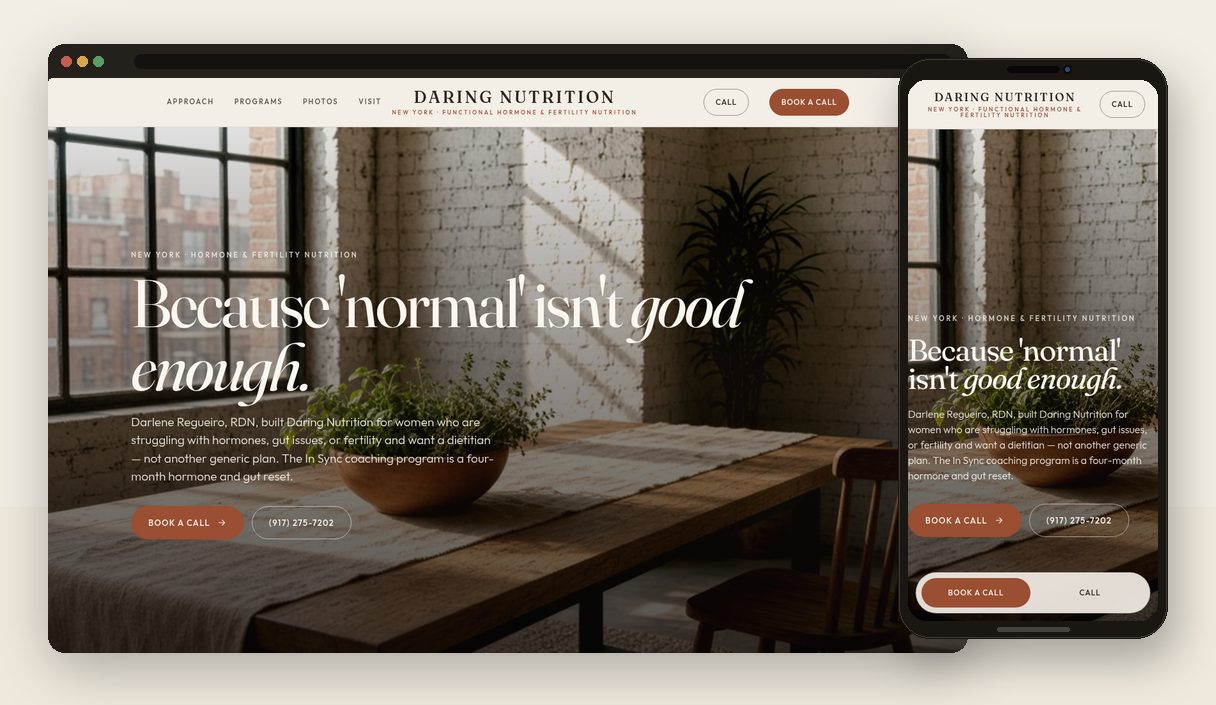 APPROACH PROGRAMS PHOTOS VISIT
DARING NUTRITION
NEW YORK · FUNCTIONAL HORMONE & FERTILITY NUTRITION
CALL
BOOK A CALL
NEW YORK · HORMONE & FERTILITY NUTRITION
Because 'normal' isn't good
enough.
Darlene Regueiro, RDN, built Daring Nutrition for women who are
struggling with hormones, gut issues, or fertility and want a dietitian
— not another generic plan. The In Sync coaching program is a four-
month hormone and gut reset.
BOOK A CALL →
(917) 275-7202
DARING NUTRITION
NEW YORK · FUNCTIONAL HORMONE &
FERTILITY NUTRITION
CALL
NEW YORK · HORMONE & FERTILITY NUTRITION
Because 'normal'
isn't good enough.
Darlene Regueiro, RDN, built Daring Nutrition for
women who are struggling with hormones, gut issues,
or fertility and want a dietitian — not another generic
plan. The In Sync coaching program is a four-month
hormone and gut reset.
BOOK A CALL →
(917) 275-7202
BOOK A CALL
CALL